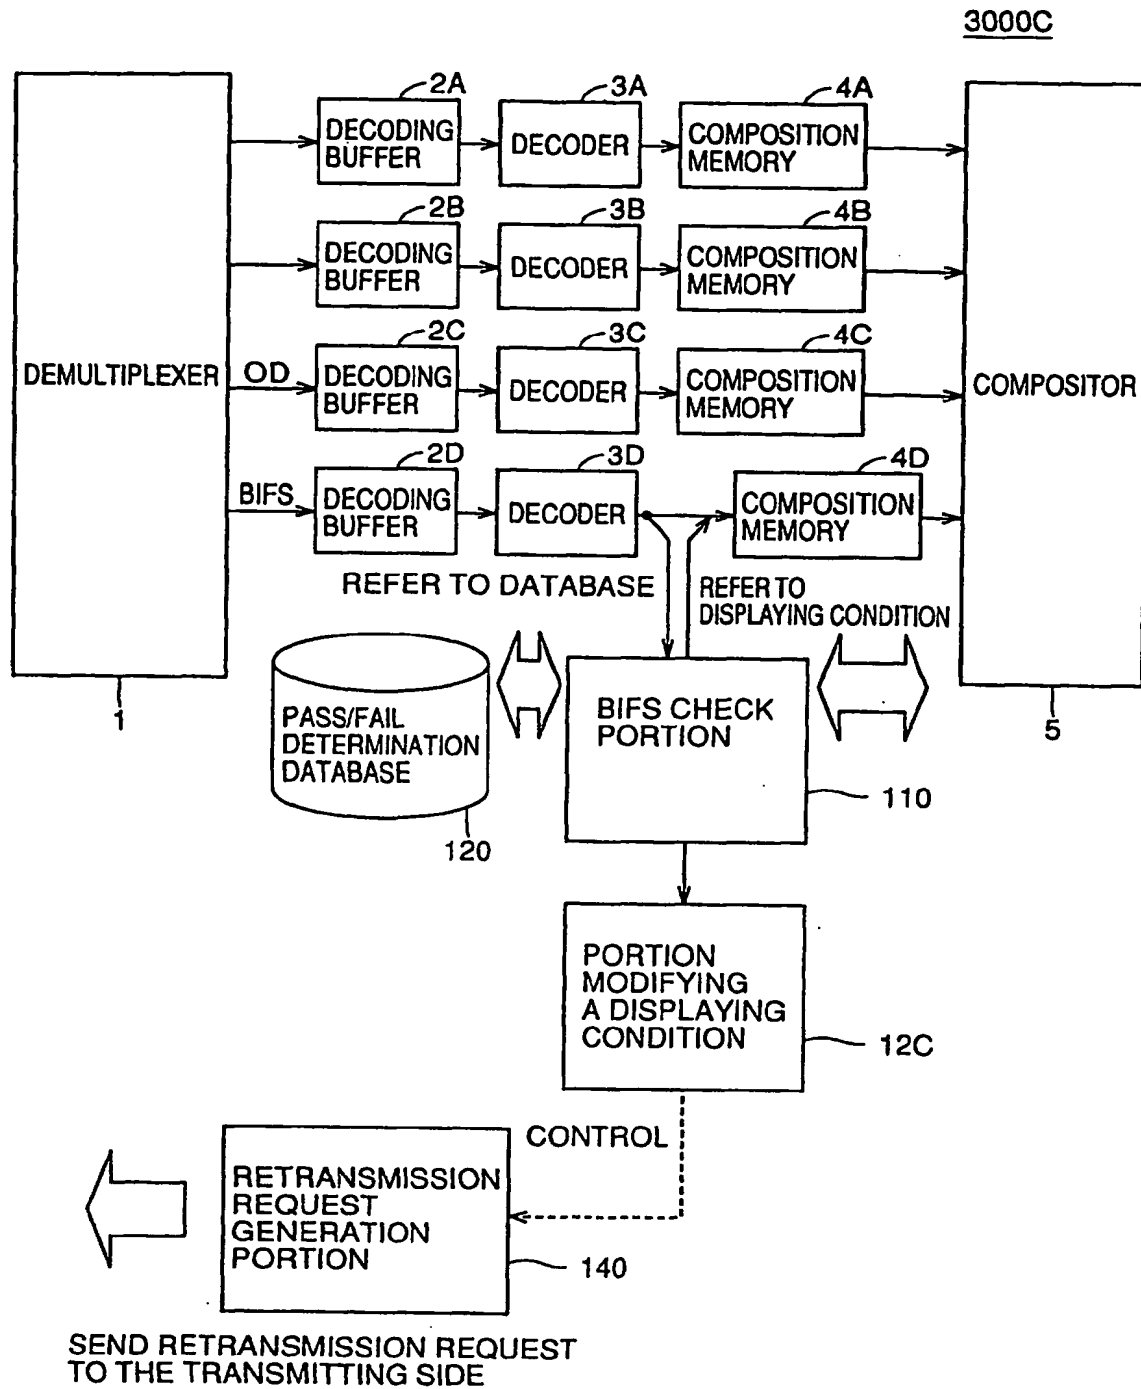 3000C
2A
3A
4A
DECODING
BUFFER
DECODER
COMPOSITION
MEMORY
2B
3B
4B
DECODING
BUFFER
DECODER
COMPOSITION
MEMORY
2C
3C
4C
DEMULTIPLEXER
OD
DECODING
BUFFER
DECODER
COMPOSITION
MEMORY
COMPOSITOR
2D
3D
4D
BIFS
DECODING
BUFFER
DECODER
COMPOSITION
MEMORY
REFER TO DATABASE
REFER TO
DISPLAYING CONDITION
1
5
PASS/FAIL
DETERMINATION
DATABASE
BIFS CHECK
PORTION
110
120
PORTION
MODIFYING
A DISPLAYING
CONDITION
12C
CONTROL
RETRANSMISSION
REQUEST
GENERATION
PORTION
140
SEND RETRANSMISSION REQUEST
TO THE TRANSMITTING SIDE